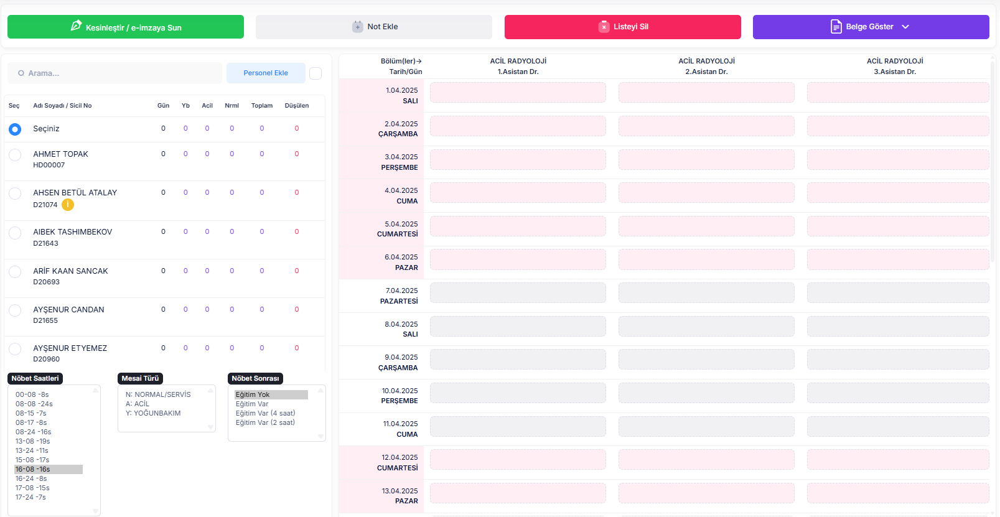 Kesinleştir / e-imzaya Sun
Not Ekle
Listeyi Sil
Belge Göster
Arama...
Personel Ekle
Seç Adı Soyadı / Sicil No Gün Yb Acil Nrml Toplam Düşülen
Seçiniz 0 0 0 0 0 0
AHMET TOPAK 0 0 0 0 0 0
HD00007
AHSEN BETÜL ATALAY 0 0 0 0 0 0
D21074 i
AIBEK TASHIMBEKOV 0 0 0 0 0 0
D21643
ARİF KAAN SANCAK 0 0 0 0 0 0
D20693
AYŞENUR CANDAN 0 0 0 0 0 0
D21655
AYŞENUR ETYEMEZ 0 0 0 0 0 0
D20960
Nöbet Saatleri
00-08 -8s
08-08 -24s
08-15 -7s
08-17 -8s
08-24 -16s
13-08 -19s
13-24 -11s
15-08 -17s
16-08 -16s
16-24 -8s
17-08 -15s
17-24 -7s
Mesai Türü
N: NORMAL/SERVİS
A: ACİL
Y: YOĞUNBAKIM
Nöbet Sonrası
Eğitim Yok
Eğitim Var
Eğitim Var (4 saat)
Eğitim Var (2 saat)
Bölüm(ler)→ ACİL RADYOLOJİ ACİL RADYOLOJİ ACİL RADYOLOJİ
Tarih/Gün 1.Asistan Dr. 2.Asistan Dr. 3.Asistan Dr.
1.04.2025
SALI
2.04.2025
ÇARŞAMBA
3.04.2025
PERŞEMBE
4.04.2025
CUMA
5.04.2025
CUMARTESİ
6.04.2025
PAZAR
7.04.2025
PAZARTESİ
8.04.2025
SALI
9.04.2025
ÇARŞAMBA
10.04.2025
PERŞEMBE
11.04.2025
CUMA
12.04.2025
CUMARTESİ
13.04.2025
PAZAR